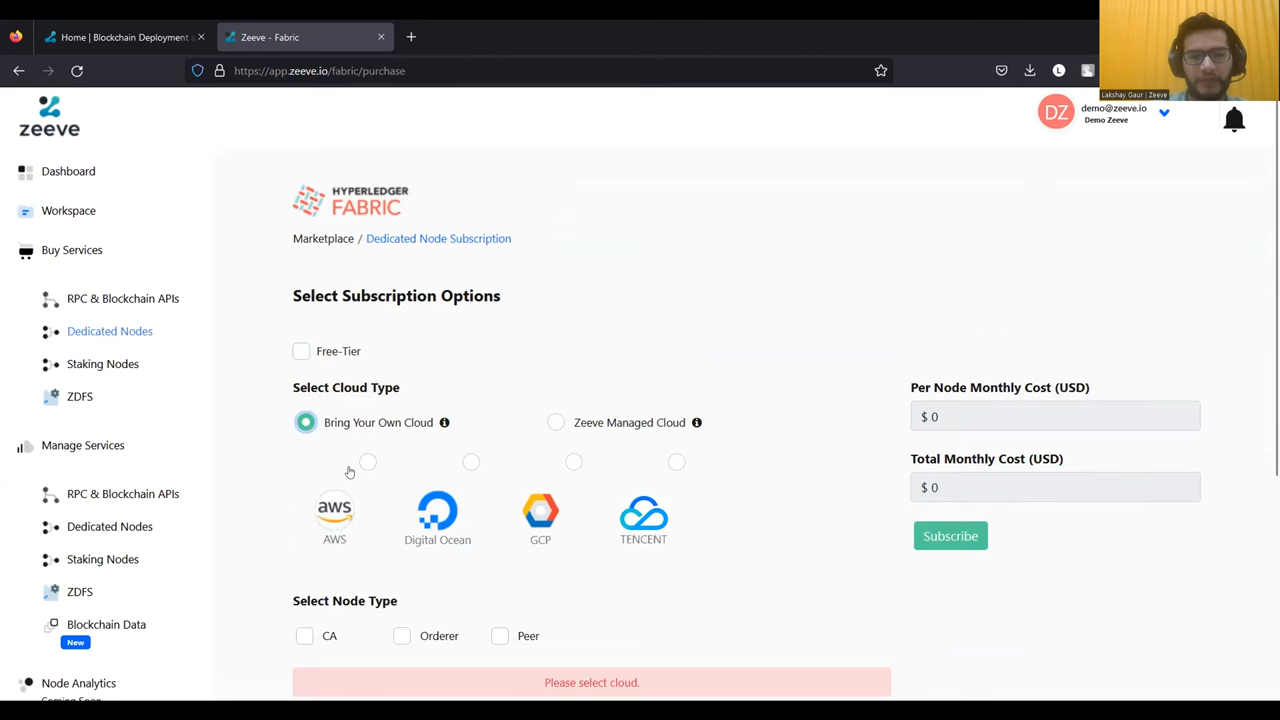 Home | Blockchain Deployment
Zeeve - Fabric
https://app.zeeve.io/fabric/purchase
Lakshay Gaur | Zeeve
zeeve
DZ
demo@zeeve.io
Demo Zeeve
Dashboard
Workspace
Buy Services
RPC & Blockchain APIs
Dedicated Nodes
Staking Nodes
ZDFS
Manage Services
RPC & Blockchain APIs
Dedicated Nodes
Staking Nodes
ZDFS
Blockchain Data
New
Node Analytics
Coming Soon
HYPERLEDGER
FABRIC
Marketplace / Dedicated Node Subscription
Select Subscription Options
Free-Tier
Select Cloud Type
Bring Your Own Cloud
Zeeve Managed Cloud
aws
AWS
Digital Ocean
GCP
TENCENT
Select Node Type
CA
Orderer
Peer
Please select cloud.
Per Node Monthly Cost (USD)
$ 0
Total Monthly Cost (USD)
$ 0
Subscribe